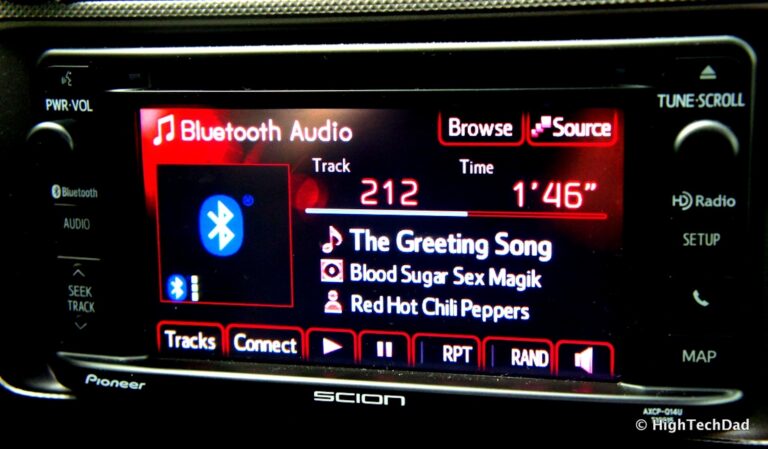 PWR·VOL
Bluetooth
AUDIO
SEEK
TRACK
Pioneer
Bluetooth Audio
Browse
Source
Track
Time
212
1'46"
The Greeting Song
Blood Sugar Sex Magik
Red Hot Chili Peppers
Tracks
Connect
RPT
RAND
SCION
TUNE·SCROLL
HD Radio
SETUP
MAP
AXCP-Q14U
© HighTechDad